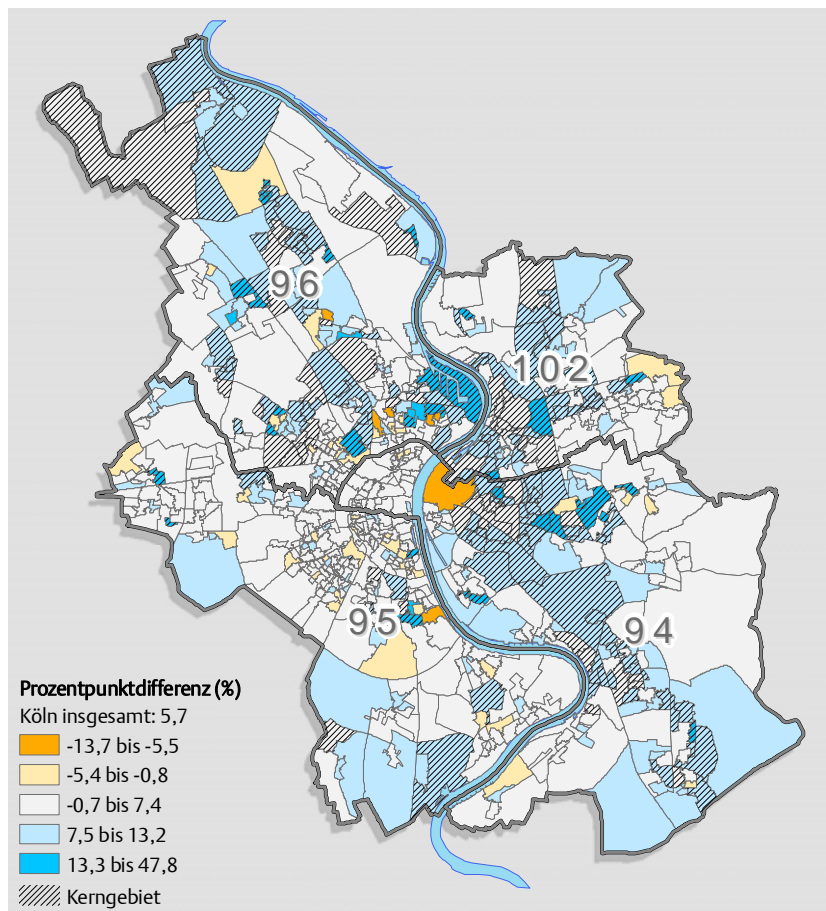 96
102
95
94
Prozentpunktdifferenz (%)
Köln insgesamt: 5,7
-13,7 bis -5,5
-5,4 bis -0,8
-0,7 bis 7,4
7,5 bis 13,2
13,3 bis 47,8
Kerngebiet